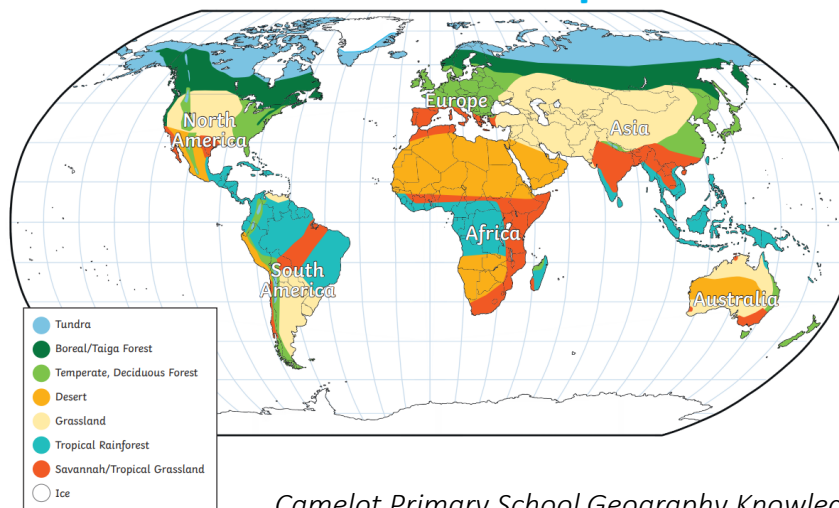 North
America
Europe
Asia
Africa
South
America
Australia
Tundra
Boreal/Taiga Forest
Temperate, Deciduous Forest
Desert
Grassland
Tropical Rainforest
Savannah/Tropical Grassland
Ice
Camelot Primary School Geography Knowled